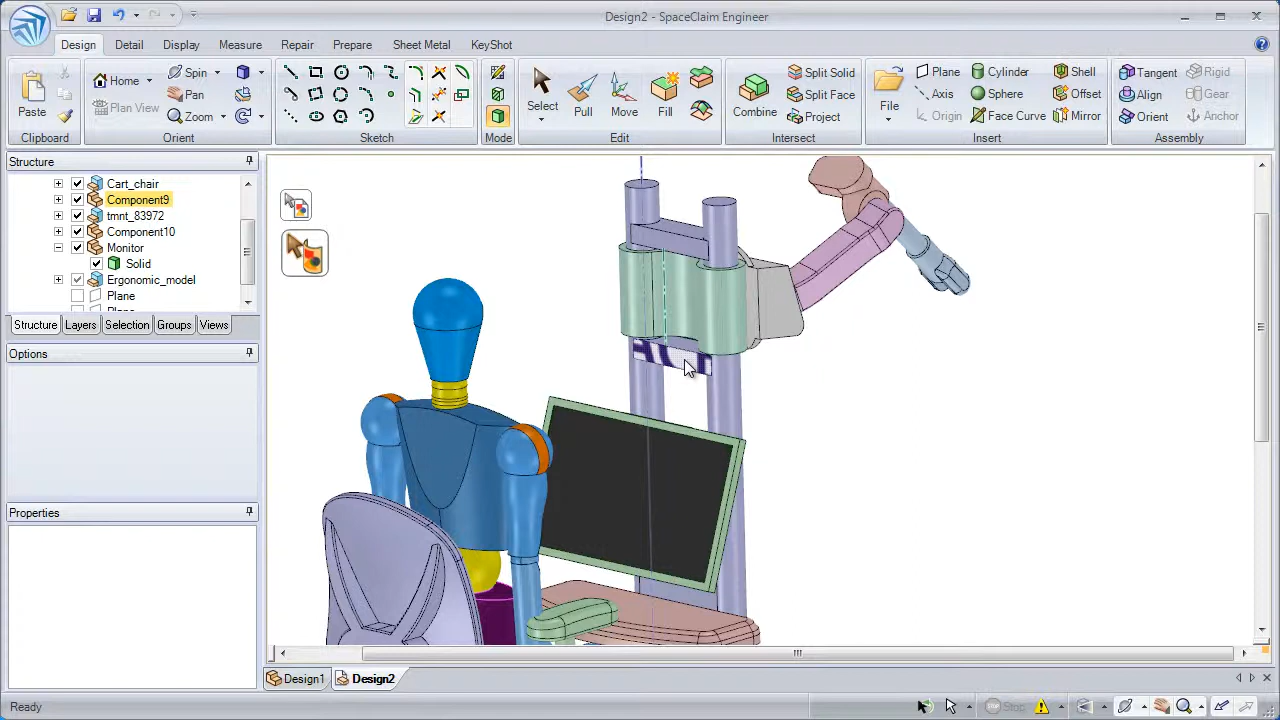 Design2 - SpaceClaim Engineer
Design Detail Display Measure Repair Prepare Sheet Metal KeyShot
Paste
Clipboard
Home
Plan View
Spin
Pan
Zoom
Orient
Sketch
Mode
Select
Pull
Move
Fill
Edit
Combine
Split Solid
Split Face
Project
Intersect
File
Plane
Axis
Origin
Cylinder
Sphere
Face Curve
Shell
Offset
Mirror
Insert
Tangent
Align
Orient
Rigid
Gear
Anchor
Assembly
Structure
Cart_chair
Component9
tmnt_83972
Component10
Monitor
Solid
Ergonomic_model
Plane
Structure Layers Selection Groups Views
Options
Properties
Design1 Design2
Ready
Stop